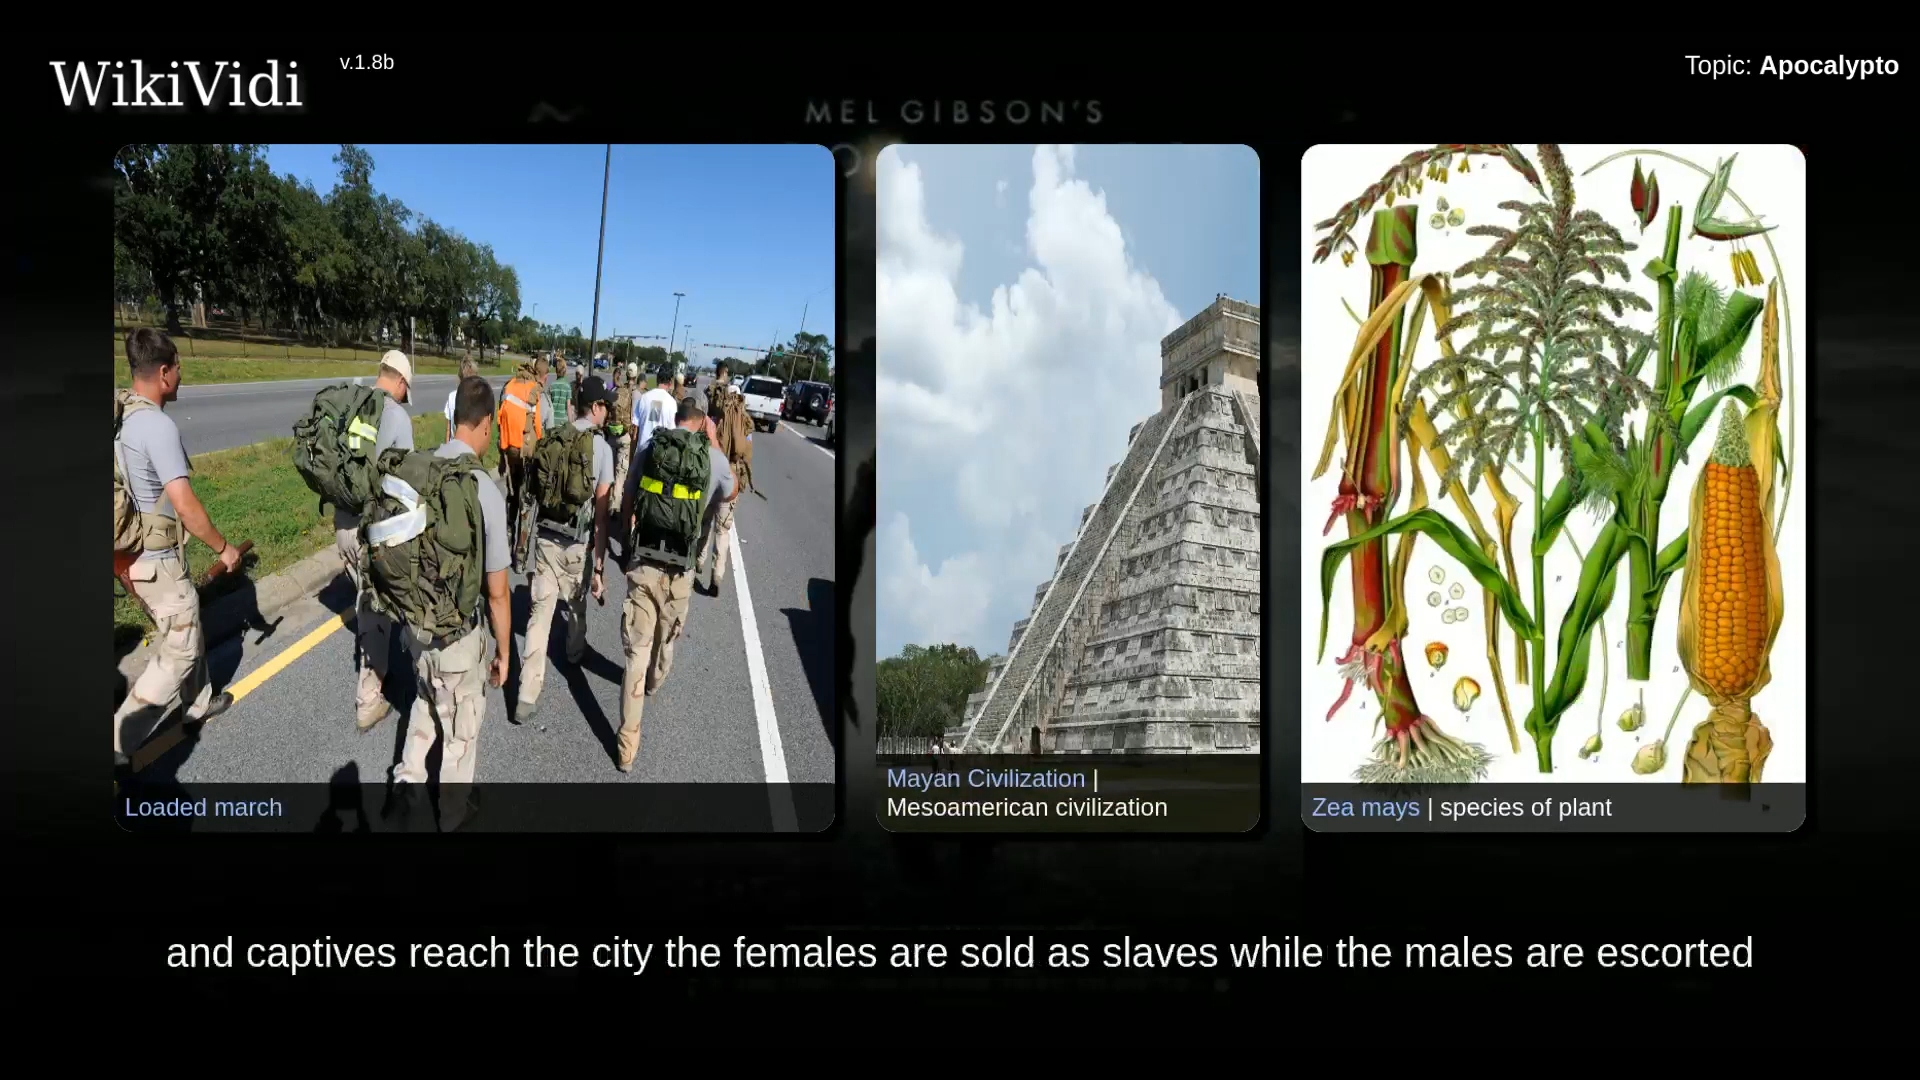 WikiVidi
v.1.8b
Topic: Apocalypto
MEL GIBSON'S
Loaded march
Mayan Civilization |
Mesoamerican civilization
Zea mays | species of plant
and captives reach the city the females are sold as slaves while the males are escorted